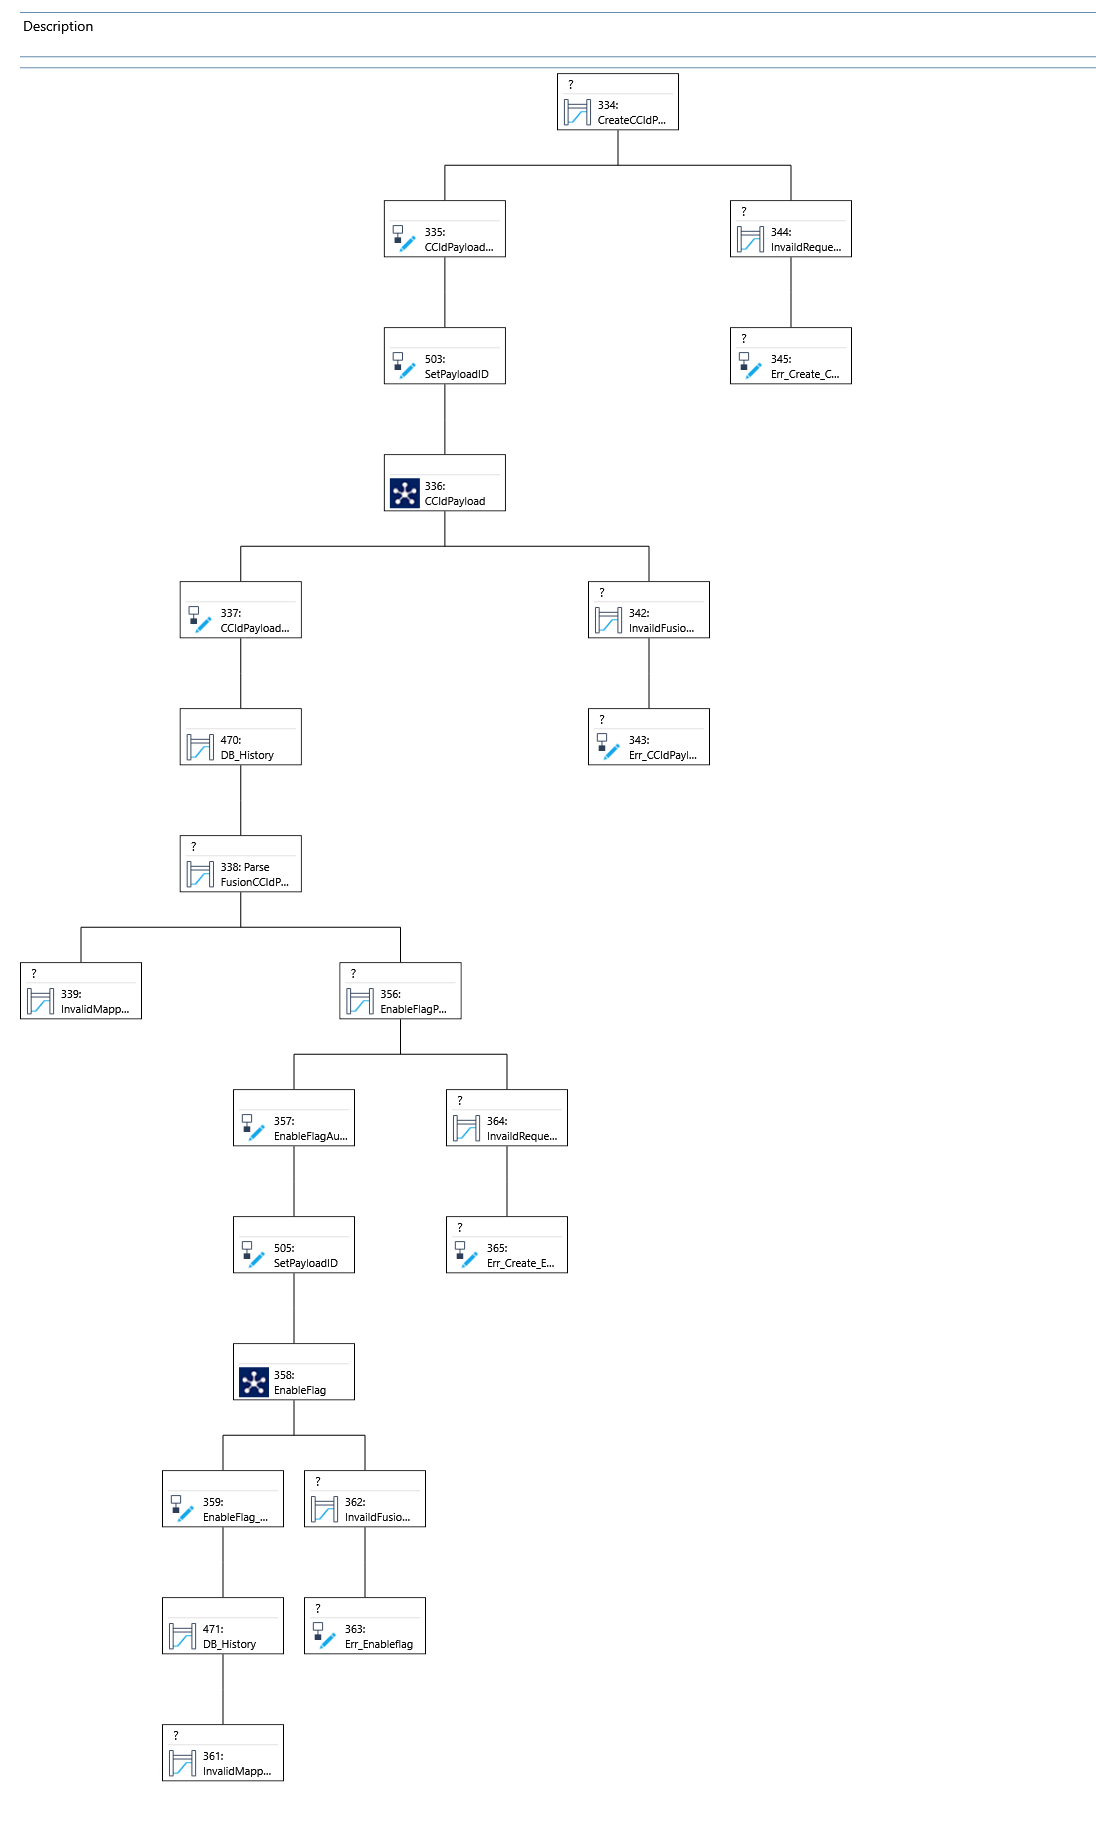 Description
?
334:
CreateCCIdP...
335:
CCIdPayload...
?
344:
InvaildReque...
503:
SetPayloadID
?
345:
Err_Create_C...
336:
CCIdPayload
337:
CCIdPayload...
?
342:
InvaildFusio...
470:
DB_History
?
343:
Err_CCIdPayl...
?
338: Parse
FusionCCIdP...
?
339:
InvalidMapp...
?
356:
EnableFlagP...
357:
EnableFlagAu...
?
364:
InvaildReque...
505:
SetPayloadID
?
365:
Err_Create_E...
358:
EnableFlag
359:
EnableFlag_...
?
362:
InvaildFusio...
471:
DB_History
?
363:
Err_Enableflag
?
361:
InvalidMapp...